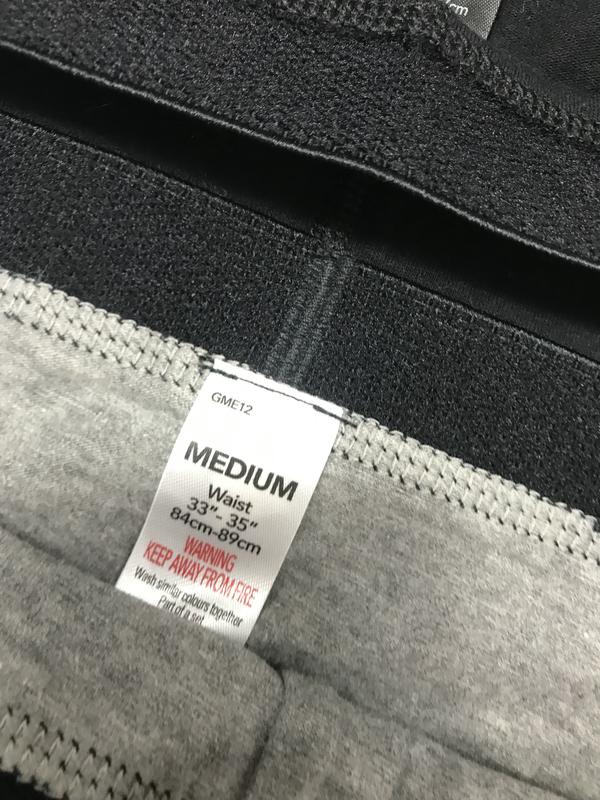 cm
GME12
MEDIUM
Waist
33"- 35"
84cm-89cm
WARNING
KEEP AWAY FROM FIRE
Wash similar colours together
Part of a set